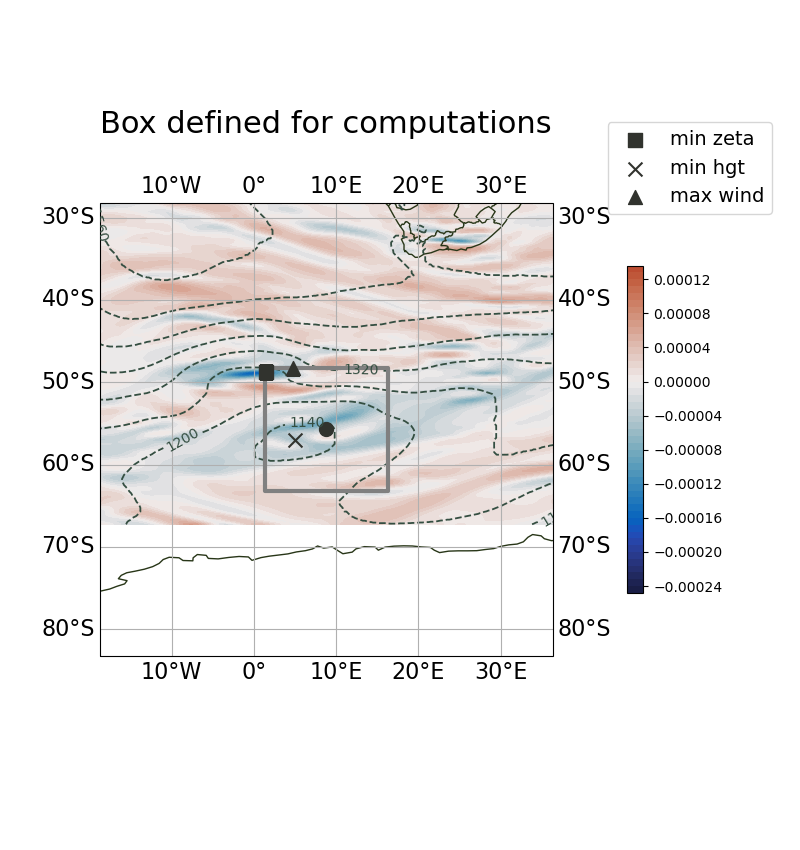 Box defined for computations
min zeta
min hgt
max wind
10°W 0° 10°E 20°E 30°E
30°S 30°S
40°S 40°S
50°S 50°S
60°S 60°S
70°S 70°S
80°S 80°S
10°W 0° 10°E 20°E 30°E
1320
1140
1200
0.00012
0.00008
0.00004
0.00000
−0.00004
−0.00008
−0.00012
−0.00016
−0.00020
−0.00024